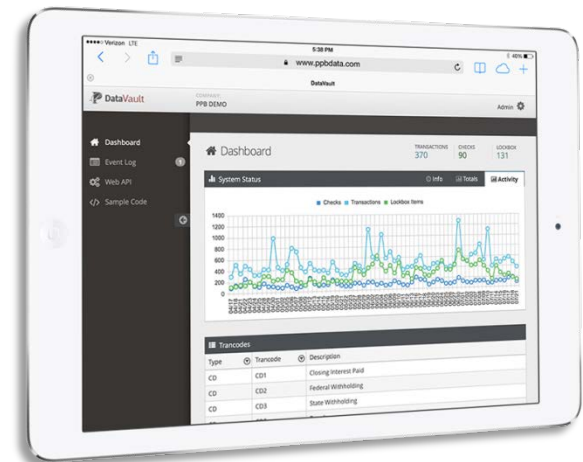 Verizon LTE
5:38 PM
46%
www.ppbdata.com
DataVault
DataVault
COMPANY:
PPB DEMO
Admin
Dashboard
Event Log
1
Web API
Sample Code
Dashboard
TRANSACTIONS
370
CHECKS
90
LOCKBOX
131
System Status
Info
Totals
Activity
Checks
Transactions
Lockbox Items
1400
1200
1000
800
600
400
200
0
Trancodes
Type
Trancode
Description
CD
CD1
Closing Interest Paid
CD
CD2
Federal Withholding
CD
CD3
State Withholding